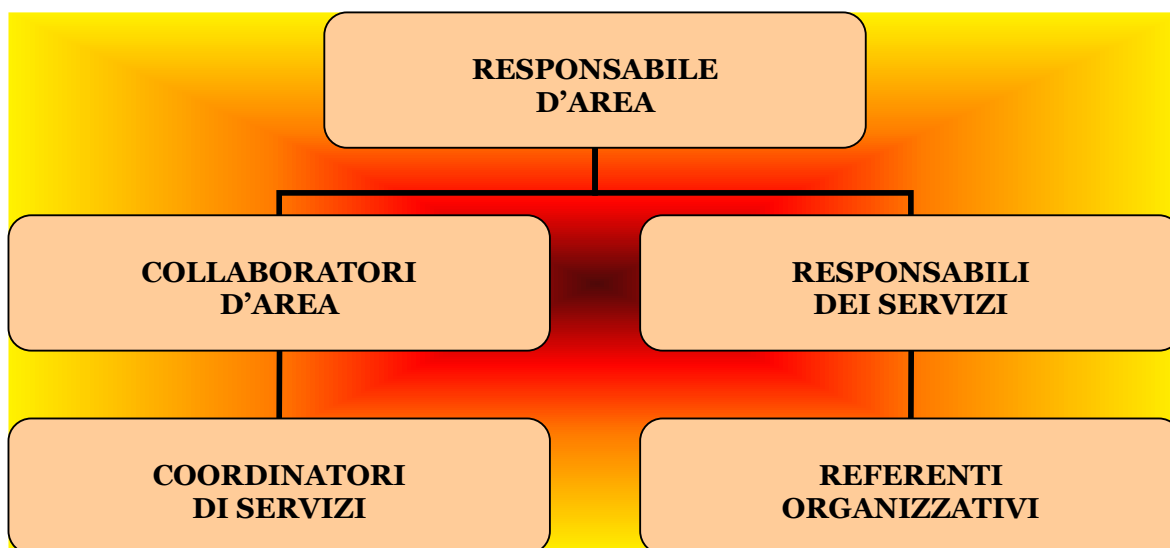 RESPONSABILE
D’AREA
COLLABORATORI
D’AREA
RESPONSABILI
DEI SERVIZI
COORDINATORI
DI SERVIZI
REFERENTI
ORGANIZZATIVI